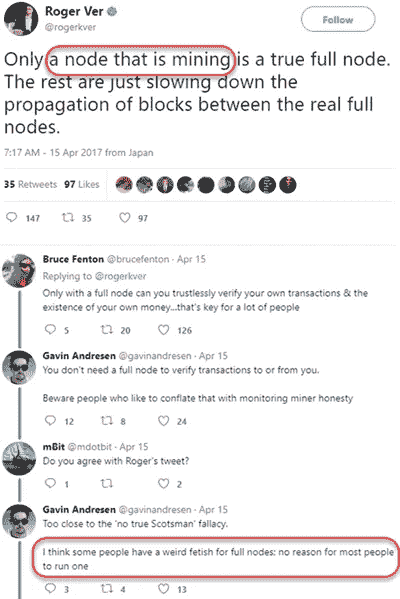 Roger Ver
@rogerkver
Follow
Only a node that is mining is a true full node.
The rest are just slowing down the
propagation of blocks between the real full
nodes.
7:17 AM - 15 Apr 2017 from Japan
35 Retweets 97 Likes
147 35 97
Bruce Fenton @brucefenton · Apr 15
Replying to @rogerkver
Only with a full node can you trustlessly verify your own transactions & the
existence of your own money...that's key for a lot of people
5 20 126
Gavin Andresen @gavinandresen · Apr 15
You don't need a full node to verify transactions to or from you.
Beware people who like to conflate that with monitoring miner honesty
12 8 24
mBit @mdotbit · Apr 15
Do you agree with Roger's tweet?
1 2
Gavin Andresen @gavinandresen · Apr 15
Too close to the 'no true Scotsman' fallacy.
I think some people have a weird fetish for full nodes: no reason for most people
to run one
3 4 13